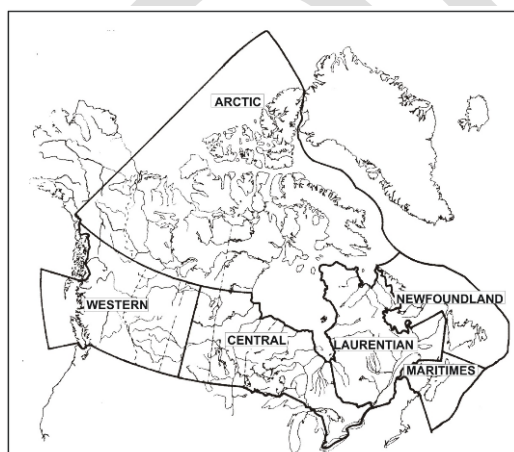 ARCTIC
WESTERN
NEWFOUNDLAND
CENTRAL
LAURENTIAN
MARITIMES